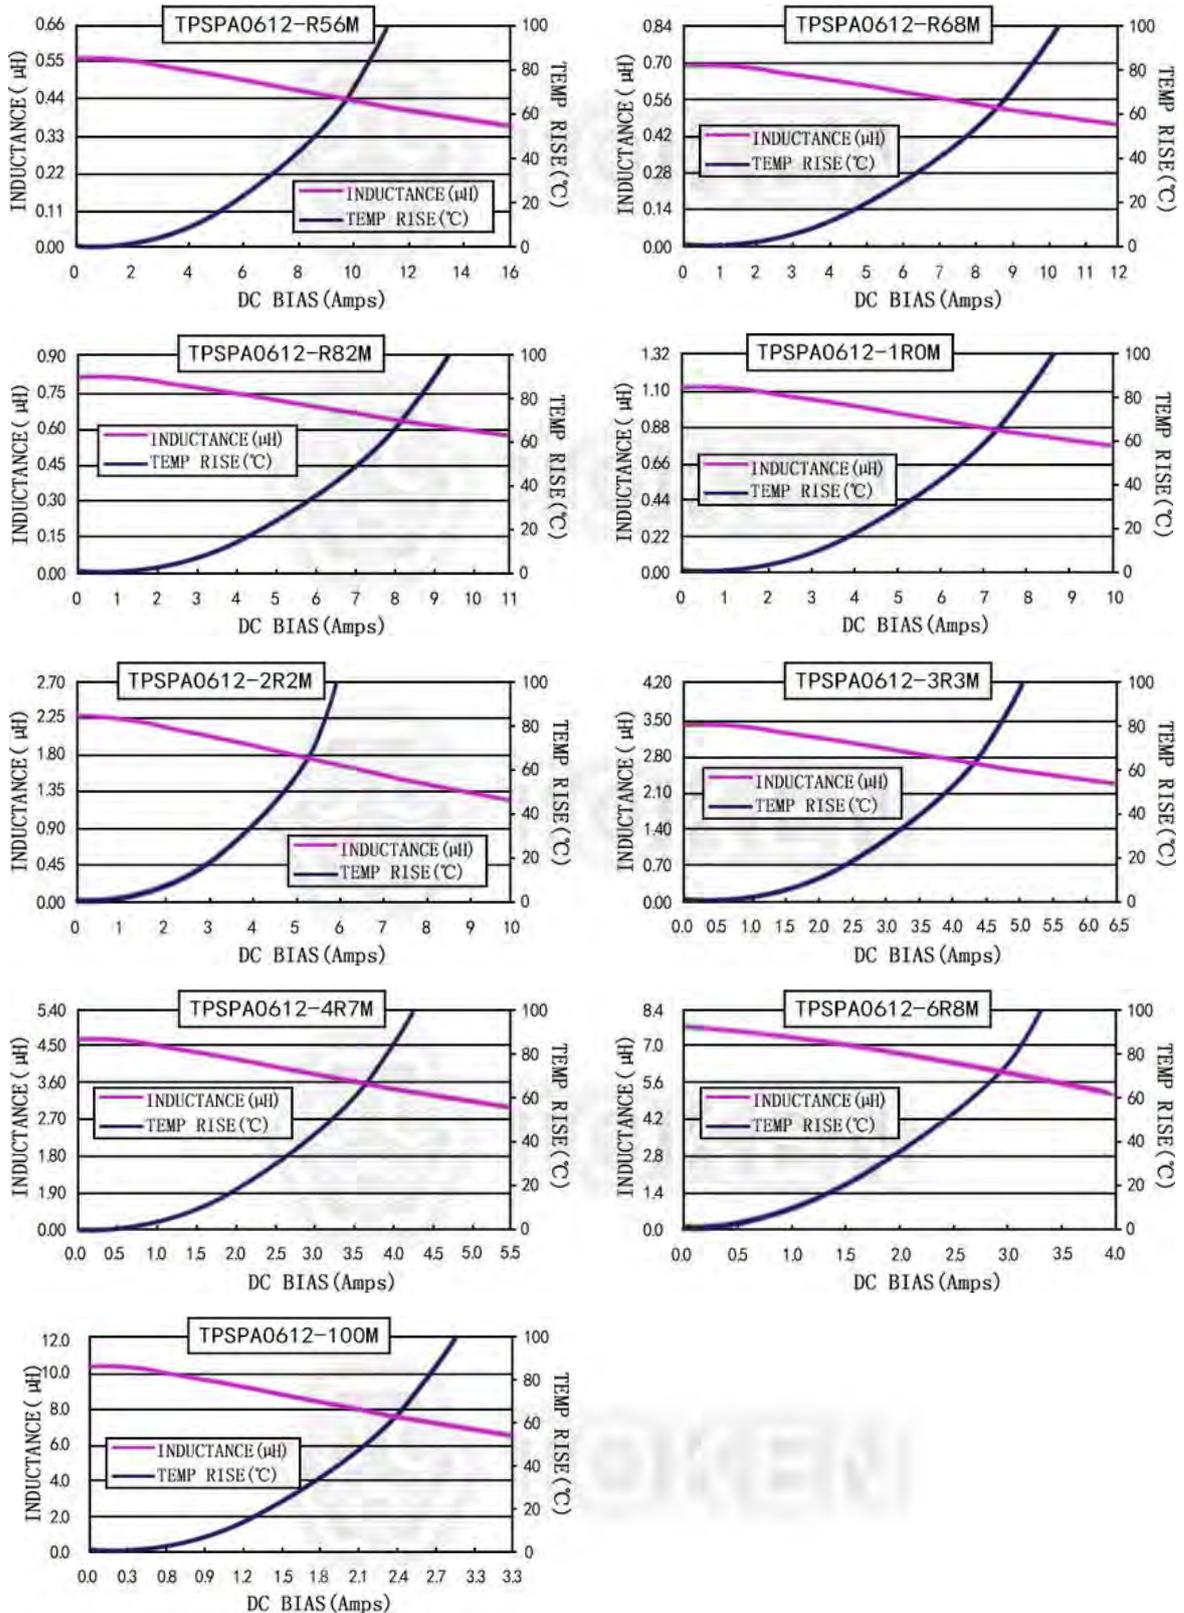 TPSPA0612-R56M
INDUCTANCE( μH)
0.66
0.55
0.44
0.33
0.22
0.11
0.00
100
80
60
40
20
0
TEMP RISE(℃)
INDUCTANCE(μH)
TEMP RISE(℃)
0 2 4 6 8 10 12 14 16
DC BIAS(Amps)
TPSPA0612-R68M
INDUCTANCE( μH)
0.84
0.70
0.56
0.42
0.28
0.14
0.00
100
80
60
40
20
0
TEMP RISE(℃)
INDUCTANCE(μH)
TEMP RISE(℃)
0 1 2 3 4 5 6 7 8 9 10 11 12
DC BIAS(Amps)
TPSPA0612-R82M
INDUCTANCE( μH)
0.90
0.75
0.60
0.45
0.30
0.15
0.00
100
80
60
40
20
0
TEMP RISE(℃)
INDUCTANCE(μH)
TEMP RISE(℃)
0 1 2 3 4 5 6 7 8 9 10 11
DC BIAS(Amps)
TPSPA0612-1R0M
INDUCTANCE( μH)
1.32
1.10
0.88
0.66
0.44
0.22
0.00
100
80
60
40
20
0
TEMP RISE(℃)
INDUCTANCE(μH)
TEMP RISE(℃)
0 1 2 3 4 5 6 7 8 9 10
DC BIAS(Amps)
TPSPA0612-2R2M
INDUCTANCE( μH)
2.70
2.25
1.80
1.35
0.90
0.45
0.00
100
80
60
40
20
0
TEMP RISE(℃)
INDUCTANCE(μH)
TEMP RISE(℃)
0 1 2 3 4 5 6 7 8 9 10
DC BIAS(Amps)
TPSPA0612-3R3M
INDUCTANCE( μH)
4.20
3.50
2.80
2.10
1.40
0.70
0.00
100
80
60
40
20
0
TEMP RISE(℃)
INDUCTANCE(μH)
TEMP RISE(℃)
0.0 0.5 1.0 1.5 2.0 2.5 3.0 3.5 4.0 4.5 5.0 5.5 6.0 6.5
DC BIAS(Amps)
TPSPA0612-4R7M
INDUCTANCE( μH)
5.40
4.50
3.60
2.70
1.80
1.90
0.00
100
80
60
40
20
0
TEMP RISE(℃)
INDUCTANCE(μH)
TEMP RISE(℃)
0.0 0.5 1.0 1.5 2.0 2.5 3.0 3.5 4.0 4.5 5.0 5.5
DC BIAS(Amps)
TPSPA0612-6R8M
INDUCTANCE( μH)
8.4
7.0
5.6
4.2
2.8
1.4
0.0
100
80
60
40
20
0
TEMP RISE(℃)
INDUCTANCE(μH)
TEMP RISE(℃)
0.0 0.5 1.0 1.5 2.0 2.5 3.0 3.5 4.0
DC BIAS(Amps)
TPSPA0612-100M
INDUCTANCE( μH)
12.0
10.0
8.0
6.0
4.0
2.0
0.0
100
80
60
40
20
0
TEMP RISE(℃)
INDUCTANCE(μH)
TEMP RISE(℃)
0.0 0.3 0.8 0.9 1.2 1.5 1.8 2.1 2.4 2.7 3.3 3.3
DC BIAS(Amps)
OKEN